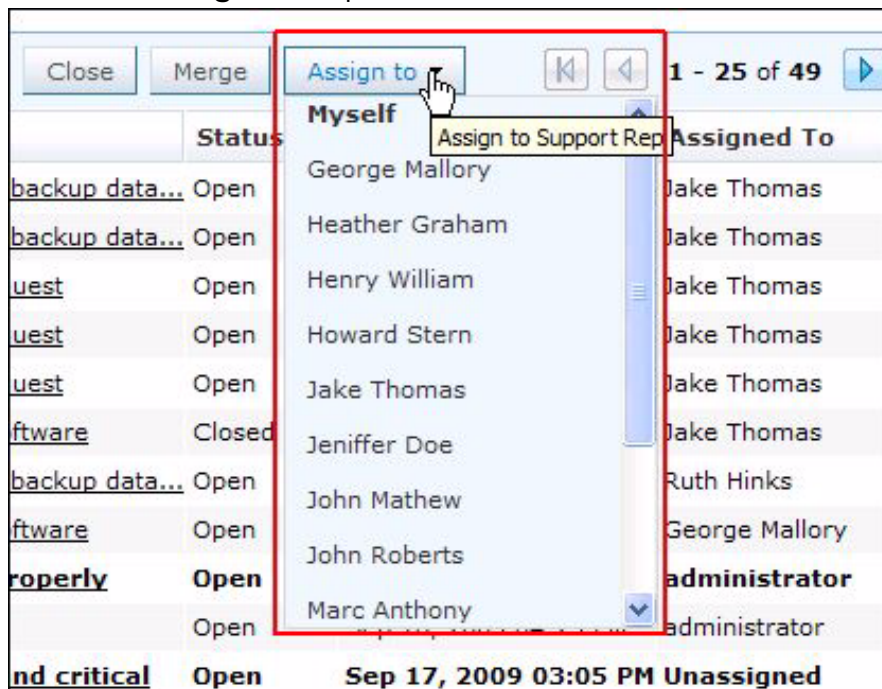 Close Merge Assign to 1 - 25 of 49
Myself
Assign to Support Rep
Status Assigned To
backup data... Open George Mallory Jake Thomas
backup data... Open Heather Graham Jake Thomas
uest Open Henry William Jake Thomas
uest Open Howard Stern Jake Thomas
uest Open Jake Thomas Jake Thomas
ftware Closed Jeniffer Doe Jake Thomas
backup data... Open John Mathew Ruth Hinks
ftware Open John Roberts George Mallory
roperly Open Marc Anthony administrator
Open administrator
nd critical Open Sep 17, 2009 03:05 PM Unassigned